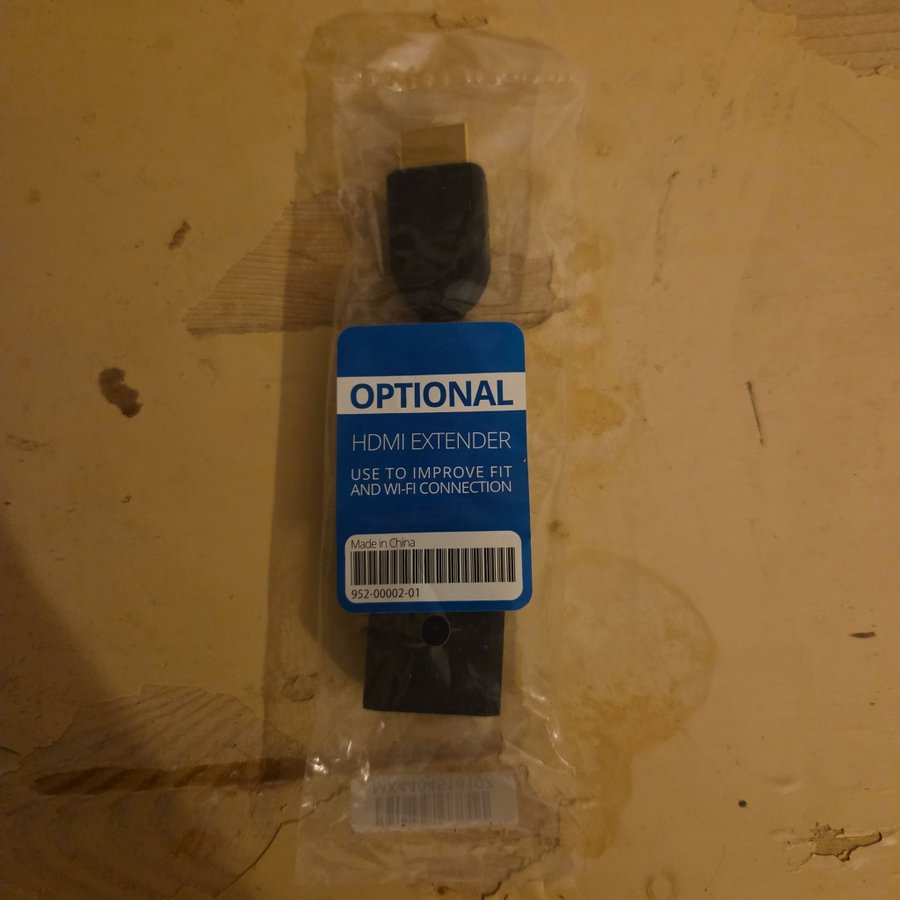 OPTIONAL
HDMI EXTENDER
USE TO IMPROVE FIT
AND WI-FI CONNECTION
Made in China
952-00002-01